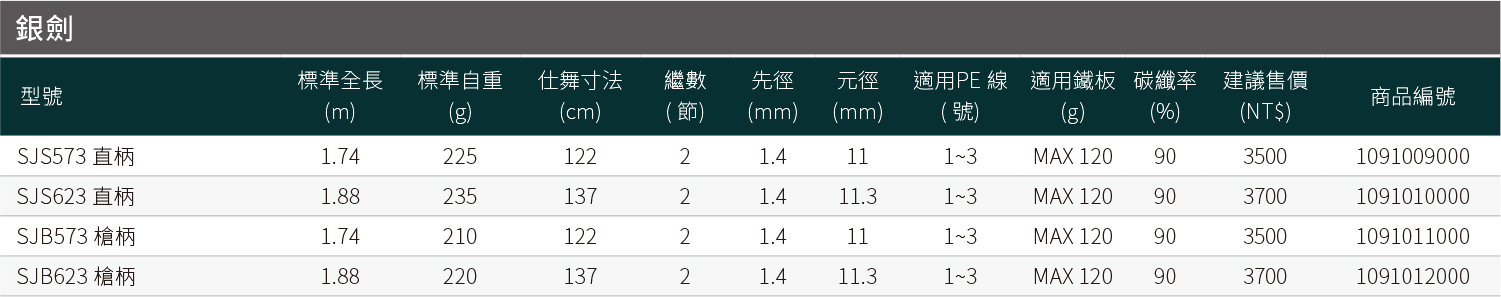 銀劍
型號 標準全長(m) 標準自重(g) 仕舞寸法(cm) 繼數(節) 先徑(mm) 元徑(mm) 適用PE 線(號) 適用鐵板(g) 碳纖率(%) 建議售價(NT$) 商品編號
SJS573 直柄 1.74 225 122 2 1.4 11 1~3 MAX 120 90 3500 1091009000
SJS623 直柄 1.88 235 137 2 1.4 11.3 1~3 MAX 120 90 3700 1091010000
SJB573 槍柄 1.74 210 122 2 1.4 11 1~3 MAX 120 90 3500 1091011000
SJB623 槍柄 1.88 220 137 2 1.4 11.3 1~3 MAX 120 90 3700 1091012000